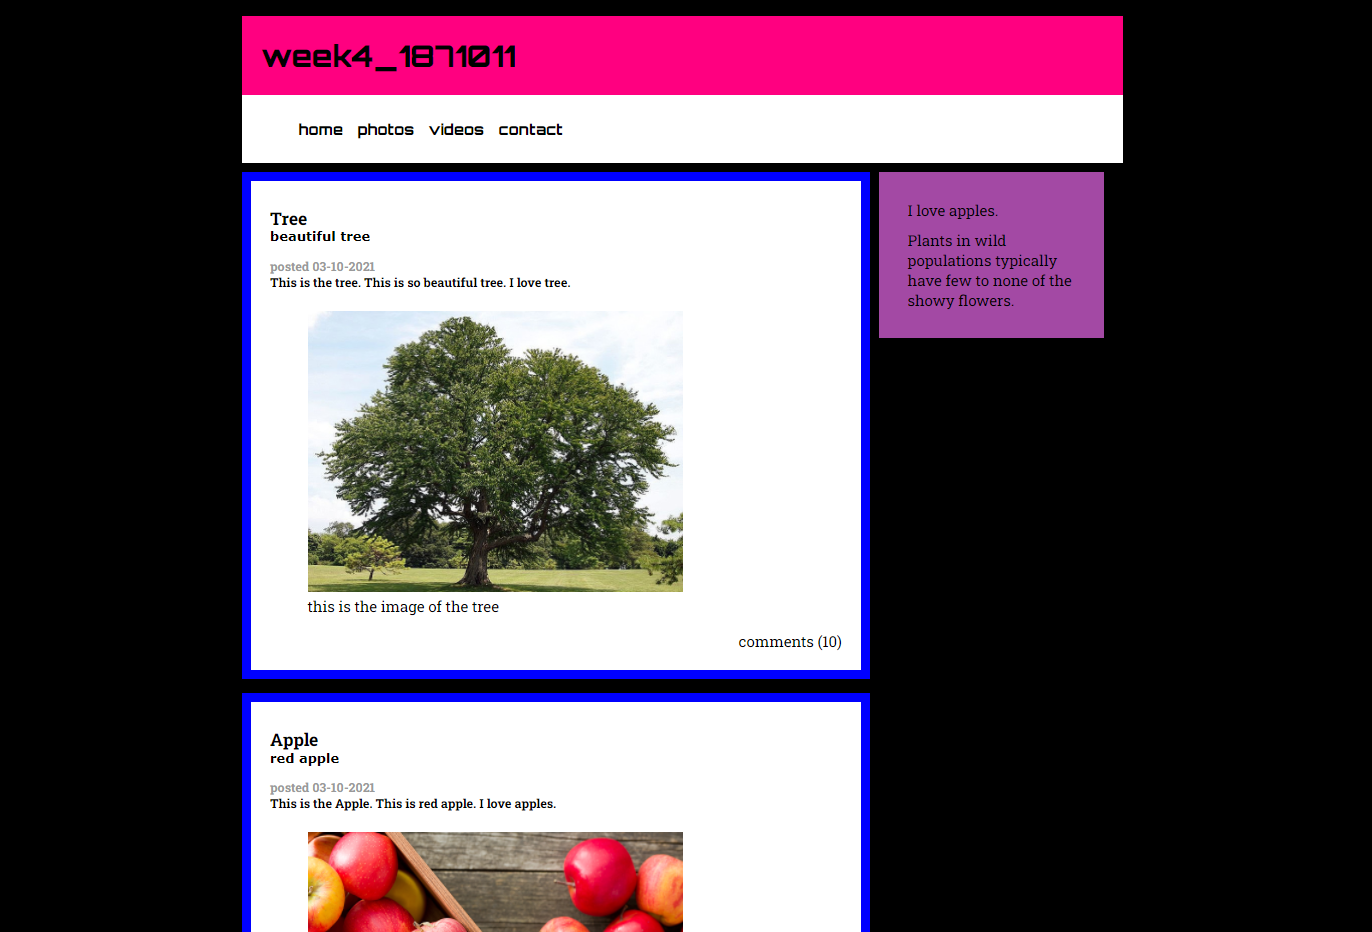 week4_1871011
home photos videos contact
Tree
beautiful tree
posted 03-10-2021
This is the tree. This is so beautiful tree. I love tree.
this is the image of the tree
comments (10)
Apple
red apple
posted 03-10-2021
This is the Apple. This is red apple. I love apples.
I love apples.
Plants in wild
populations typically
have few to none of the
showy flowers.